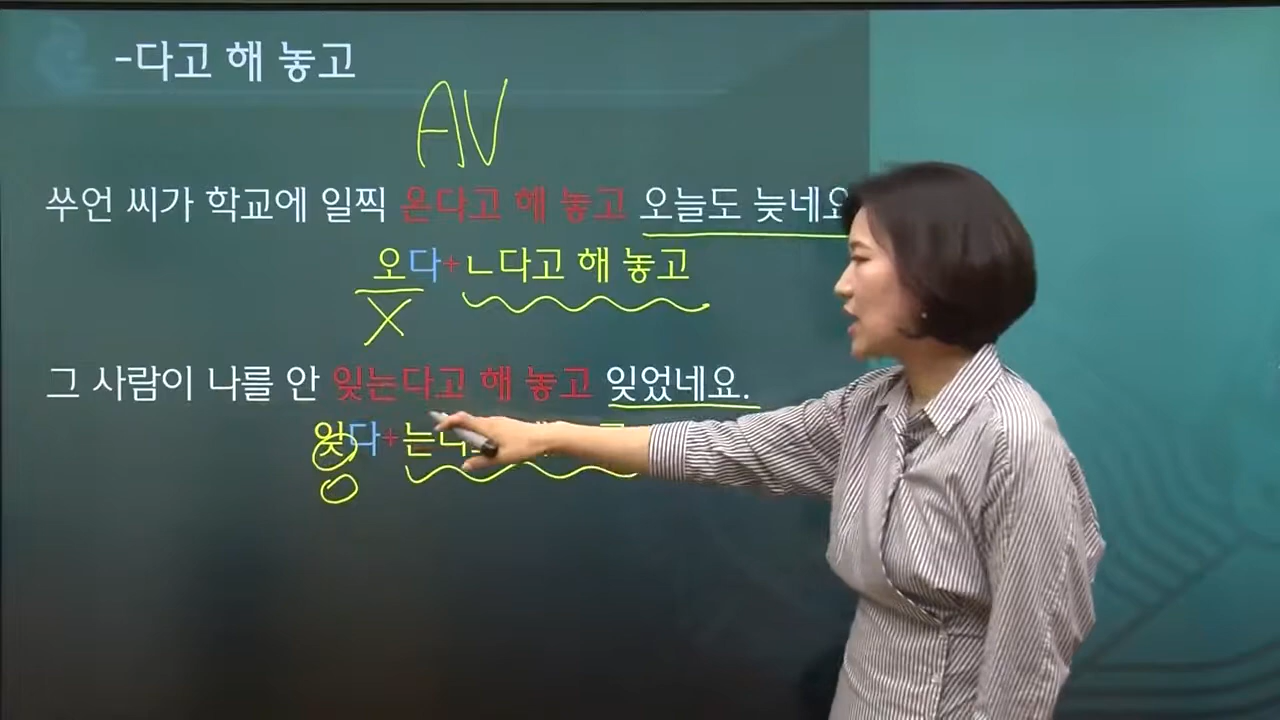 -다고 해 놓고
AV
쑤언 씨가 학교에 일찍 온다고 해 놓고 오늘도 늦네요
오다+ㄴ다고 해 놓고
X
그 사람이 나를 안 잊는다고 해 놓고 잊었네요.
잊다+는다